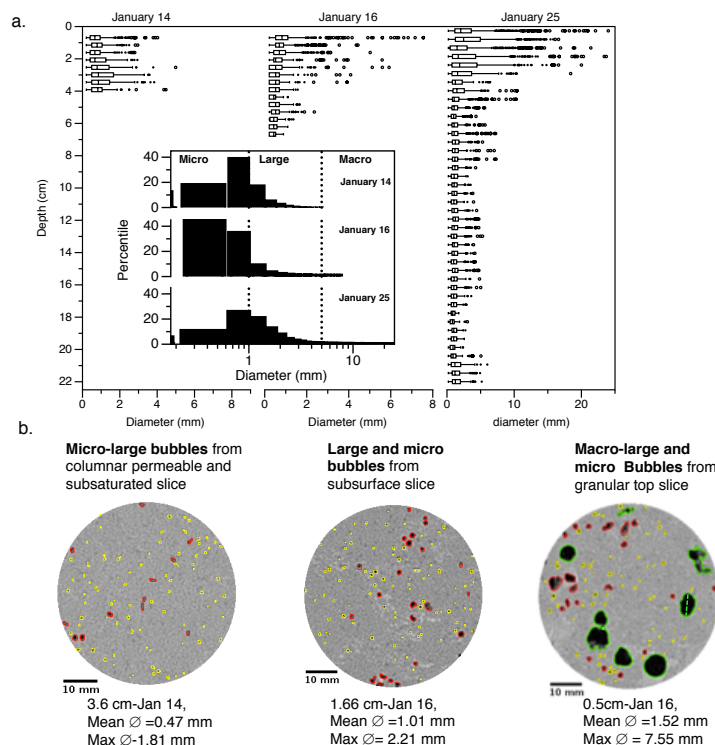 a.
January 14
January 16
January 25
0
2
4
6
8
10
12
14
16
18
20
22
Depth (cm)
0 2 4 6 8
Diameter (mm)
0 2 4 6 8
Diameter (mm)
0 10 20
diameter (mm)
Micro Large Macro
January 14
40
20
0
January 16
40
20
0
January 25
40
20
0
Percentile
1 10
Diameter (mm)
b.
Micro-large bubbles from
columnar permeable and
subsaturated slice
Large and micro
bubbles from
subsurface slice
Macro-large and
micro Bubbles from
granular top slice
10 mm
10 mm
10 mm
3.6 cm-Jan 14,
Mean ∅ =0.47 mm
Max ∅-1.81 mm
1.66 cm-Jan 16,
Mean ∅ =1.01 mm
Max ∅= 2.21 mm
0.5cm-Jan 16,
Mean ∅ =1.52 mm
Max ∅ = 7.55 mm